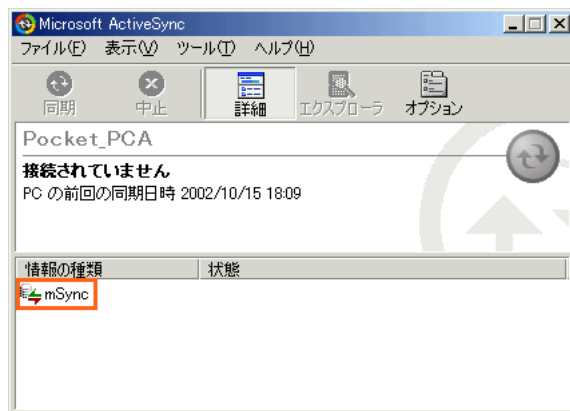 Microsoft ActiveSync
ファイル(F) 表示(V) ツール(T) ヘルプ(H)
同期 中止 詳細 エクスプローラ オプション
Pocket_PCA
接続されていません
PC の前回の同期日時 2002/10/15 18:09
情報の種類 状態
mSync